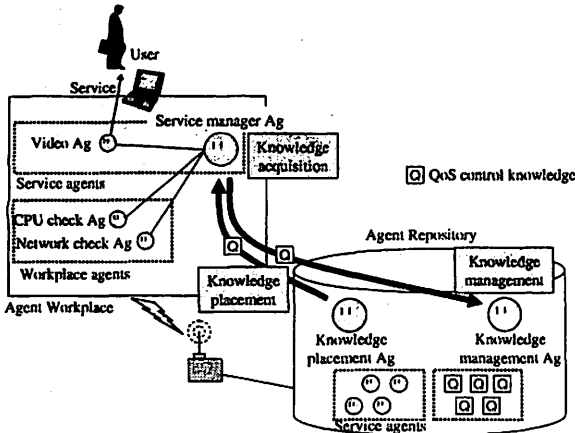 User
Service
Service manager Ag
Video Ag
Knowledge
acquisition
Service agents
Q QoS control knowledge
CPU check Ag
Network check Ag
Workplace agents
Q
Q
Agent Repository
Knowledge
management
Knowledge
placement
Agent Workplace
Knowledge
placement Ag
Knowledge
management Ag
Q Q Q
Q Q
Service agents